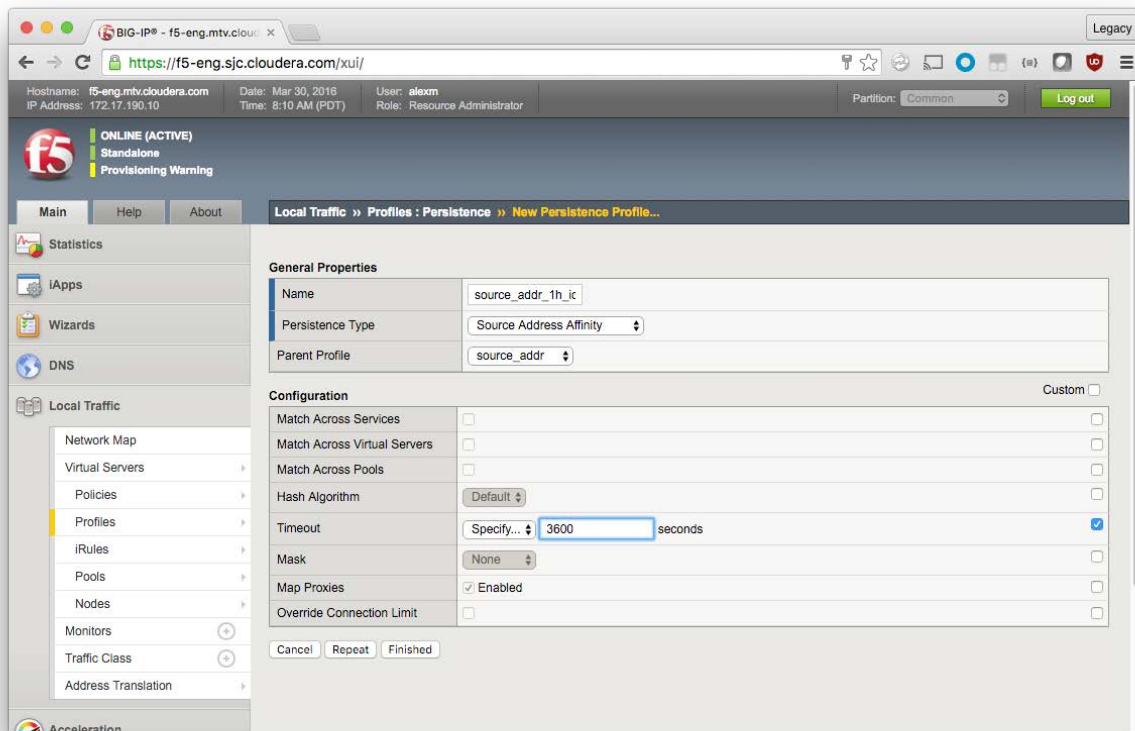 BIG-IP® - f5-eng.mtv.clou
Legacy
https://f5-eng.sjc.cloudera.com/xui/
Hostname: f5-eng.mtv.cloudera.com Date: Mar 30, 2016 User: alexm
IP Address: 172.17.190.10 Time: 8:10 AM (PDT) Role: Resource Administrator
Partition: Common Log out
f5
ONLINE (ACTIVE)
Standalone
Provisioning Warning
Main Help About
Local Traffic ›› Profiles : Persistence ›› New Persistence Profile...
Statistics
iApps
Wizards
DNS
Local Traffic
Network Map
Virtual Servers
Policies
Profiles
iRules
Pools
Nodes
Monitors
Traffic Class
Address Translation
Acceleration
General Properties
Name source_addr_1h_ic
Persistence Type Source Address Affinity
Parent Profile source_addr
Configuration Custom
Match Across Services
Match Across Virtual Servers
Match Across Pools
Hash Algorithm Default
Timeout Specify... 3600 seconds
Mask None
Map Proxies Enabled
Override Connection Limit
Cancel Repeat Finished